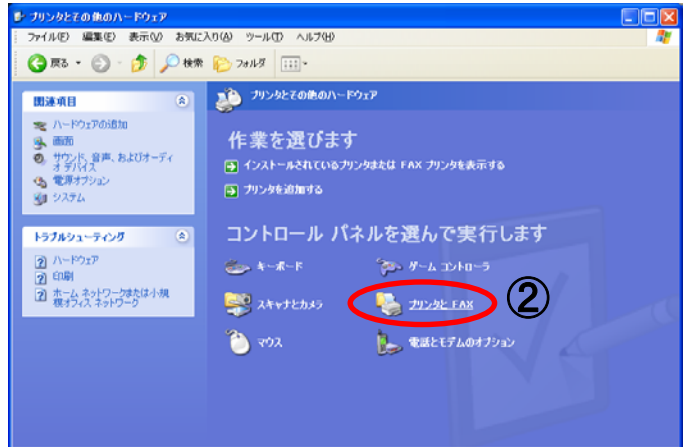 プリンタとその他のハードウェア
ファイル(F) 編集(E) 表示(V) お気に入り(A) ツール(T) ヘルプ(H)
戻る 検索 フォルダ
関連項目
ハードウェアの追加
画面
サウンド、音声、およびオーディ
オ デバイス
電源オプション
システム
トラブルシューティング
ハードウェア
印刷
ホーム ネットワークまたは小規
模オフィス ネットワーク
プリンタとその他のハードウェア
作業を選びます
インストールされているプリンタまたは FAX プリンタを表示する
プリンタを追加する
コントロール パネルを選んで実行します
キーボード
ゲーム コントローラ
スキャナとカメラ
プリンタと FAX
②
マウス
電話とモデムのオプション